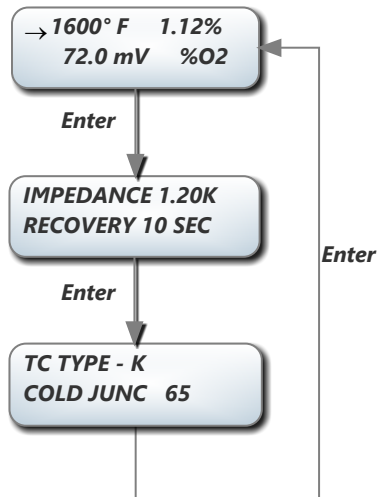 → 1600° F 1.12%
72.0 mV %O2
Enter
IMPEDANCE 1.20K
RECOVERY 10 SEC
Enter
Enter
TC TYPE - K
COLD JUNC 65